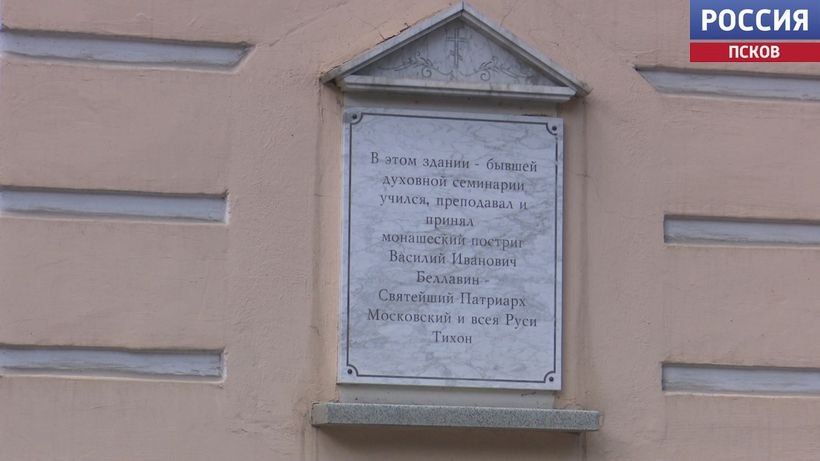 РОССИЯ
ПСКОВ
В этом здании - бывшей
духовной семинарии
учился, преподавал и
принял
монашеский постриг
Василий Иванович
Беллавин -
Святейший Патриарх
Московский и всея Руси
Тихон